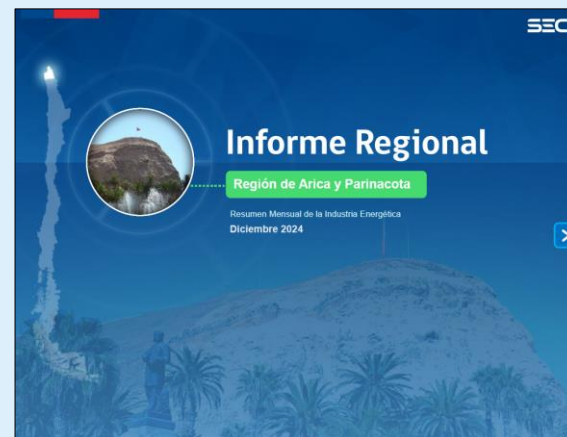 SEC
Informe Regional
Región de Arica y Parinacota
Resumen Mensual de la Industria Energética
Diciembre 2024